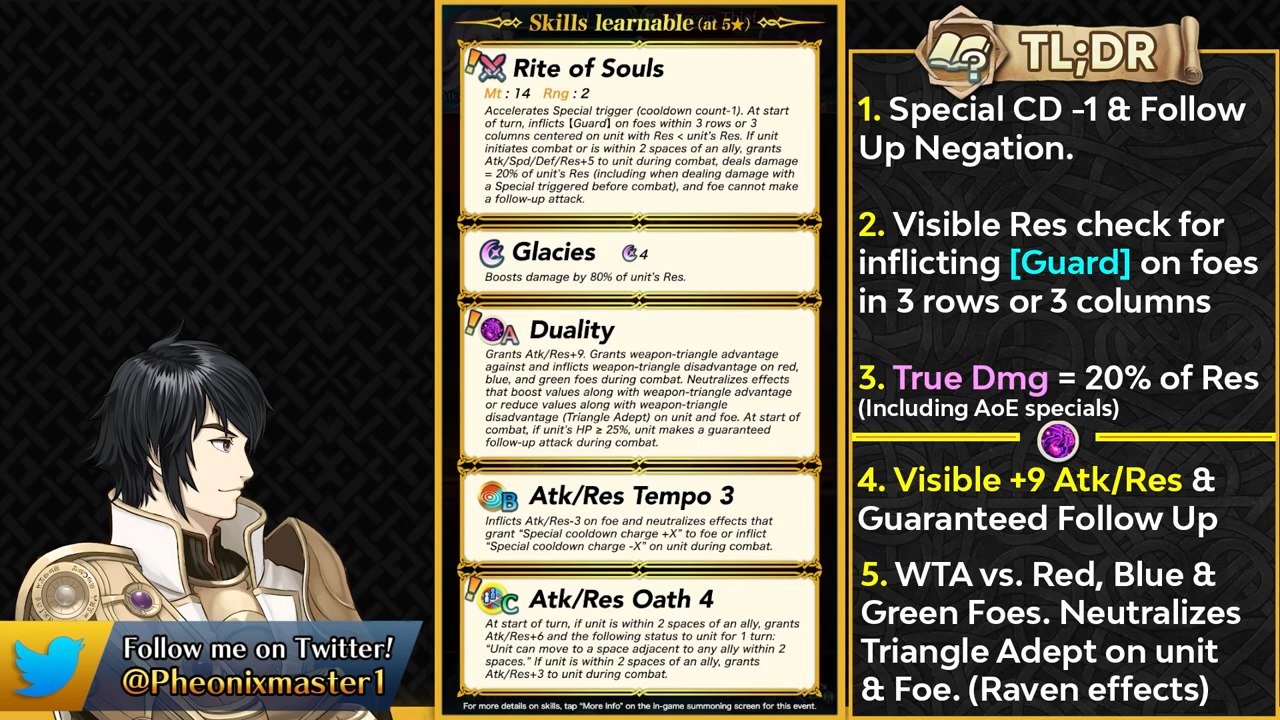 Skills learnable (at 5★)
Rite of Souls
Mt : 14 Rng : 2
Accelerates Special trigger (cooldown count-1). At start
of turn, inflicts【Guard】on foes within 3 rows or 3
columns centered on unit with Res < unit's Res. If unit
initiates combat or is within 2 spaces of an ally, grants
Atk/Spd/Def/Res+5 to unit during combat, deals damage
= 20% of unit's Res (including when dealing damage with
a Special triggered before combat), and foe cannot make
a follow-up attack.
Glacies 4
Boosts damage by 80% of unit's Res.
A Duality
Grants Atk/Res+9. Grants weapon-triangle advantage
against and inflicts weapon-triangle disadvantage on red,
blue, and green foes during combat. Neutralizes effects
that boost values along with weapon-triangle advantage
or reduce values along with weapon-triangle
disadvantage (Triangle Adept) on unit and foe. At start of
combat, if unit's HP ≥ 25%, unit makes a guaranteed
follow-up attack during combat.
B Atk/Res Tempo 3
Inflicts Atk/Res-3 on foe and neutralizes effects that
grant “Special cooldown charge +X” to foe or inflict
“Special cooldown charge -X” on unit during combat.
C Atk/Res Oath 4
At start of turn, if unit is within 2 spaces of an ally, grants
Atk/Res+6 and the following status to unit for 1 turn:
“Unit can move to a space adjacent to any ally within 2
spaces.” If unit is within 2 spaces of an ally, grants
Atk/Res+3 to unit during combat.
For more details on skills, tap “More Info” on the in-game summoning screen for this event.
TL;DR
1. Special CD -1 & Follow
Up Negation.
2. Visible Res check for
inflicting [Guard] on foes
in 3 rows or 3 columns
3. True Dmg = 20% of Res
(Including AoE specials)
4. Visible +9 Atk/Res &
Guaranteed Follow Up
5. WTA vs. Red, Blue &
Green Foes. Neutralizes
Triangle Adept on unit
& Foe. (Raven effects)
Follow me on Twitter!
@Pheonixmaster1